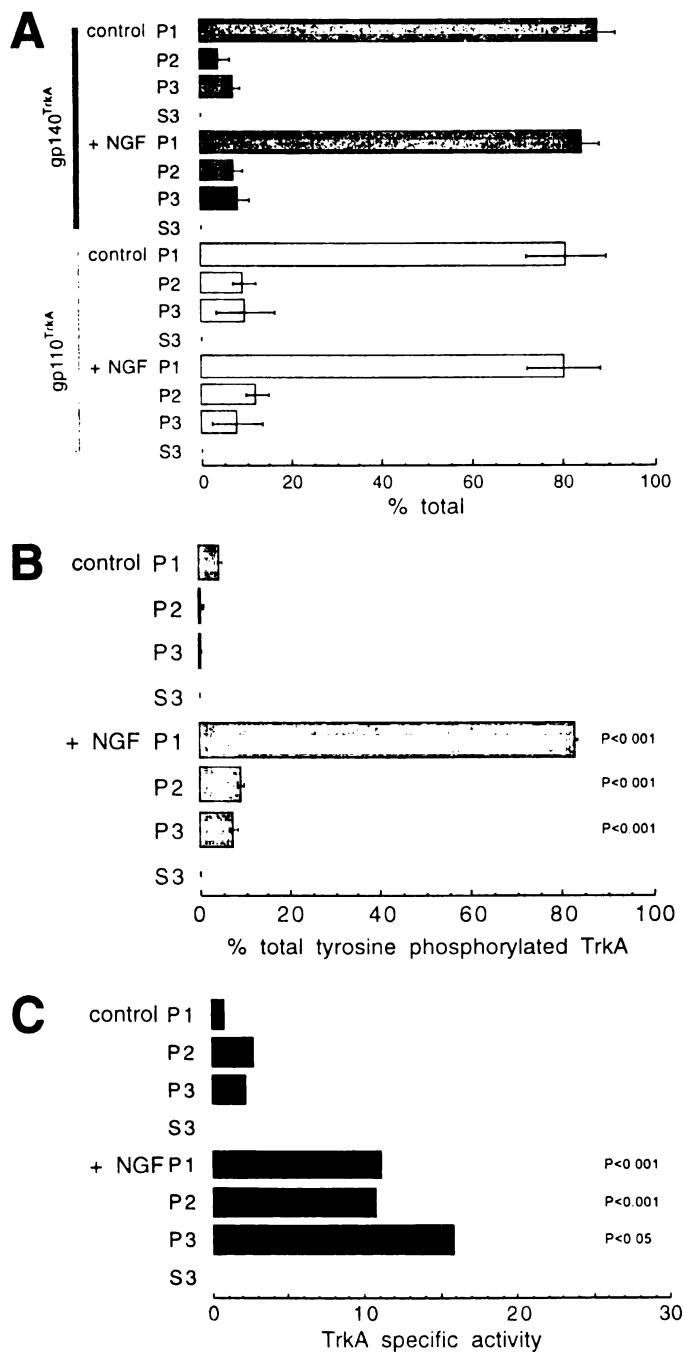 A
gp140TrkA
control P1
P2
P3
S3
+ NGF P1
P2
P3
S3
gp110TrkA
control P1
P2
P3
S3
+ NGF P1
P2
P3
S3
0 20 40 60 80 100
% total
B
control P1
P2
P3
S3
+ NGF P1 P<0 001
P2 P<0 001
P3 P<0.001
S3
0 20 40 60 80 100
% total tyrosine phosphorylated TrkA
C
control P1
P2
P3
S3
+ NGF P1 P<0 001
P2 P<0.001
P3 P<0 05
S3
0 10 20 30
TrkA specific activity